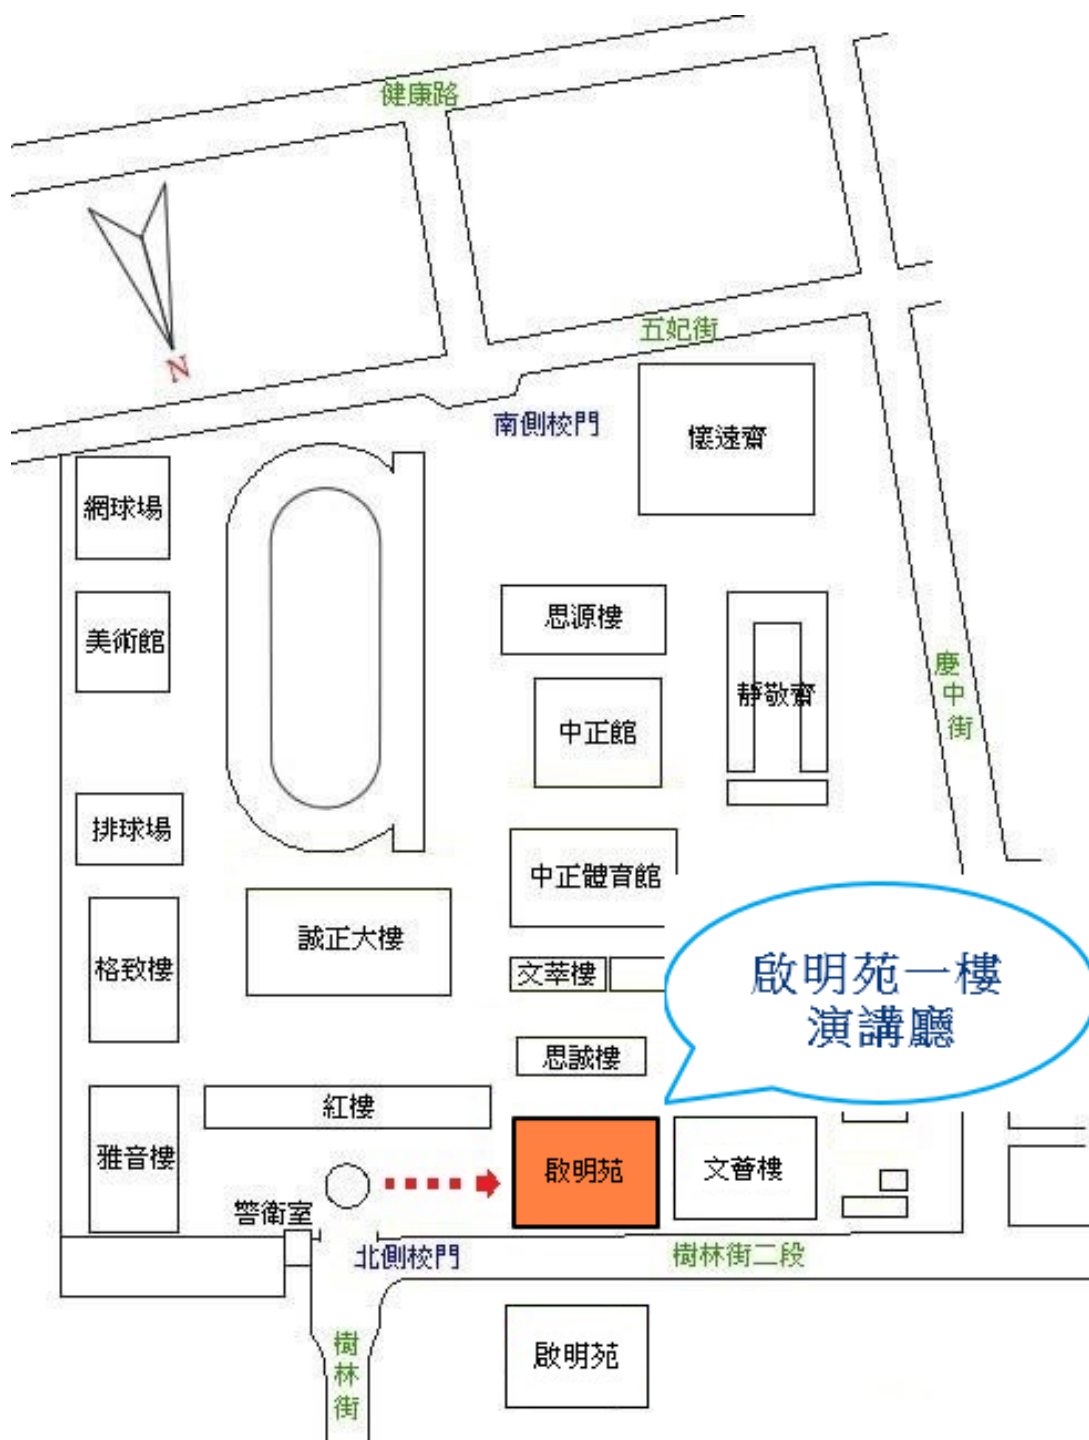 健康路
五妃街
N
南側校門
懷遠齋
網球場
思源樓
美術館
靜敬齋
慶中街
中正館
排球場
中正體育館
誠正大樓
格致樓
文萃樓
啟明苑一樓
演講廳
思誠樓
紅樓
雅音樓
啟明苑
文薈樓
警衛室
北側校門
樹林街二段
樹林街
啟明苑